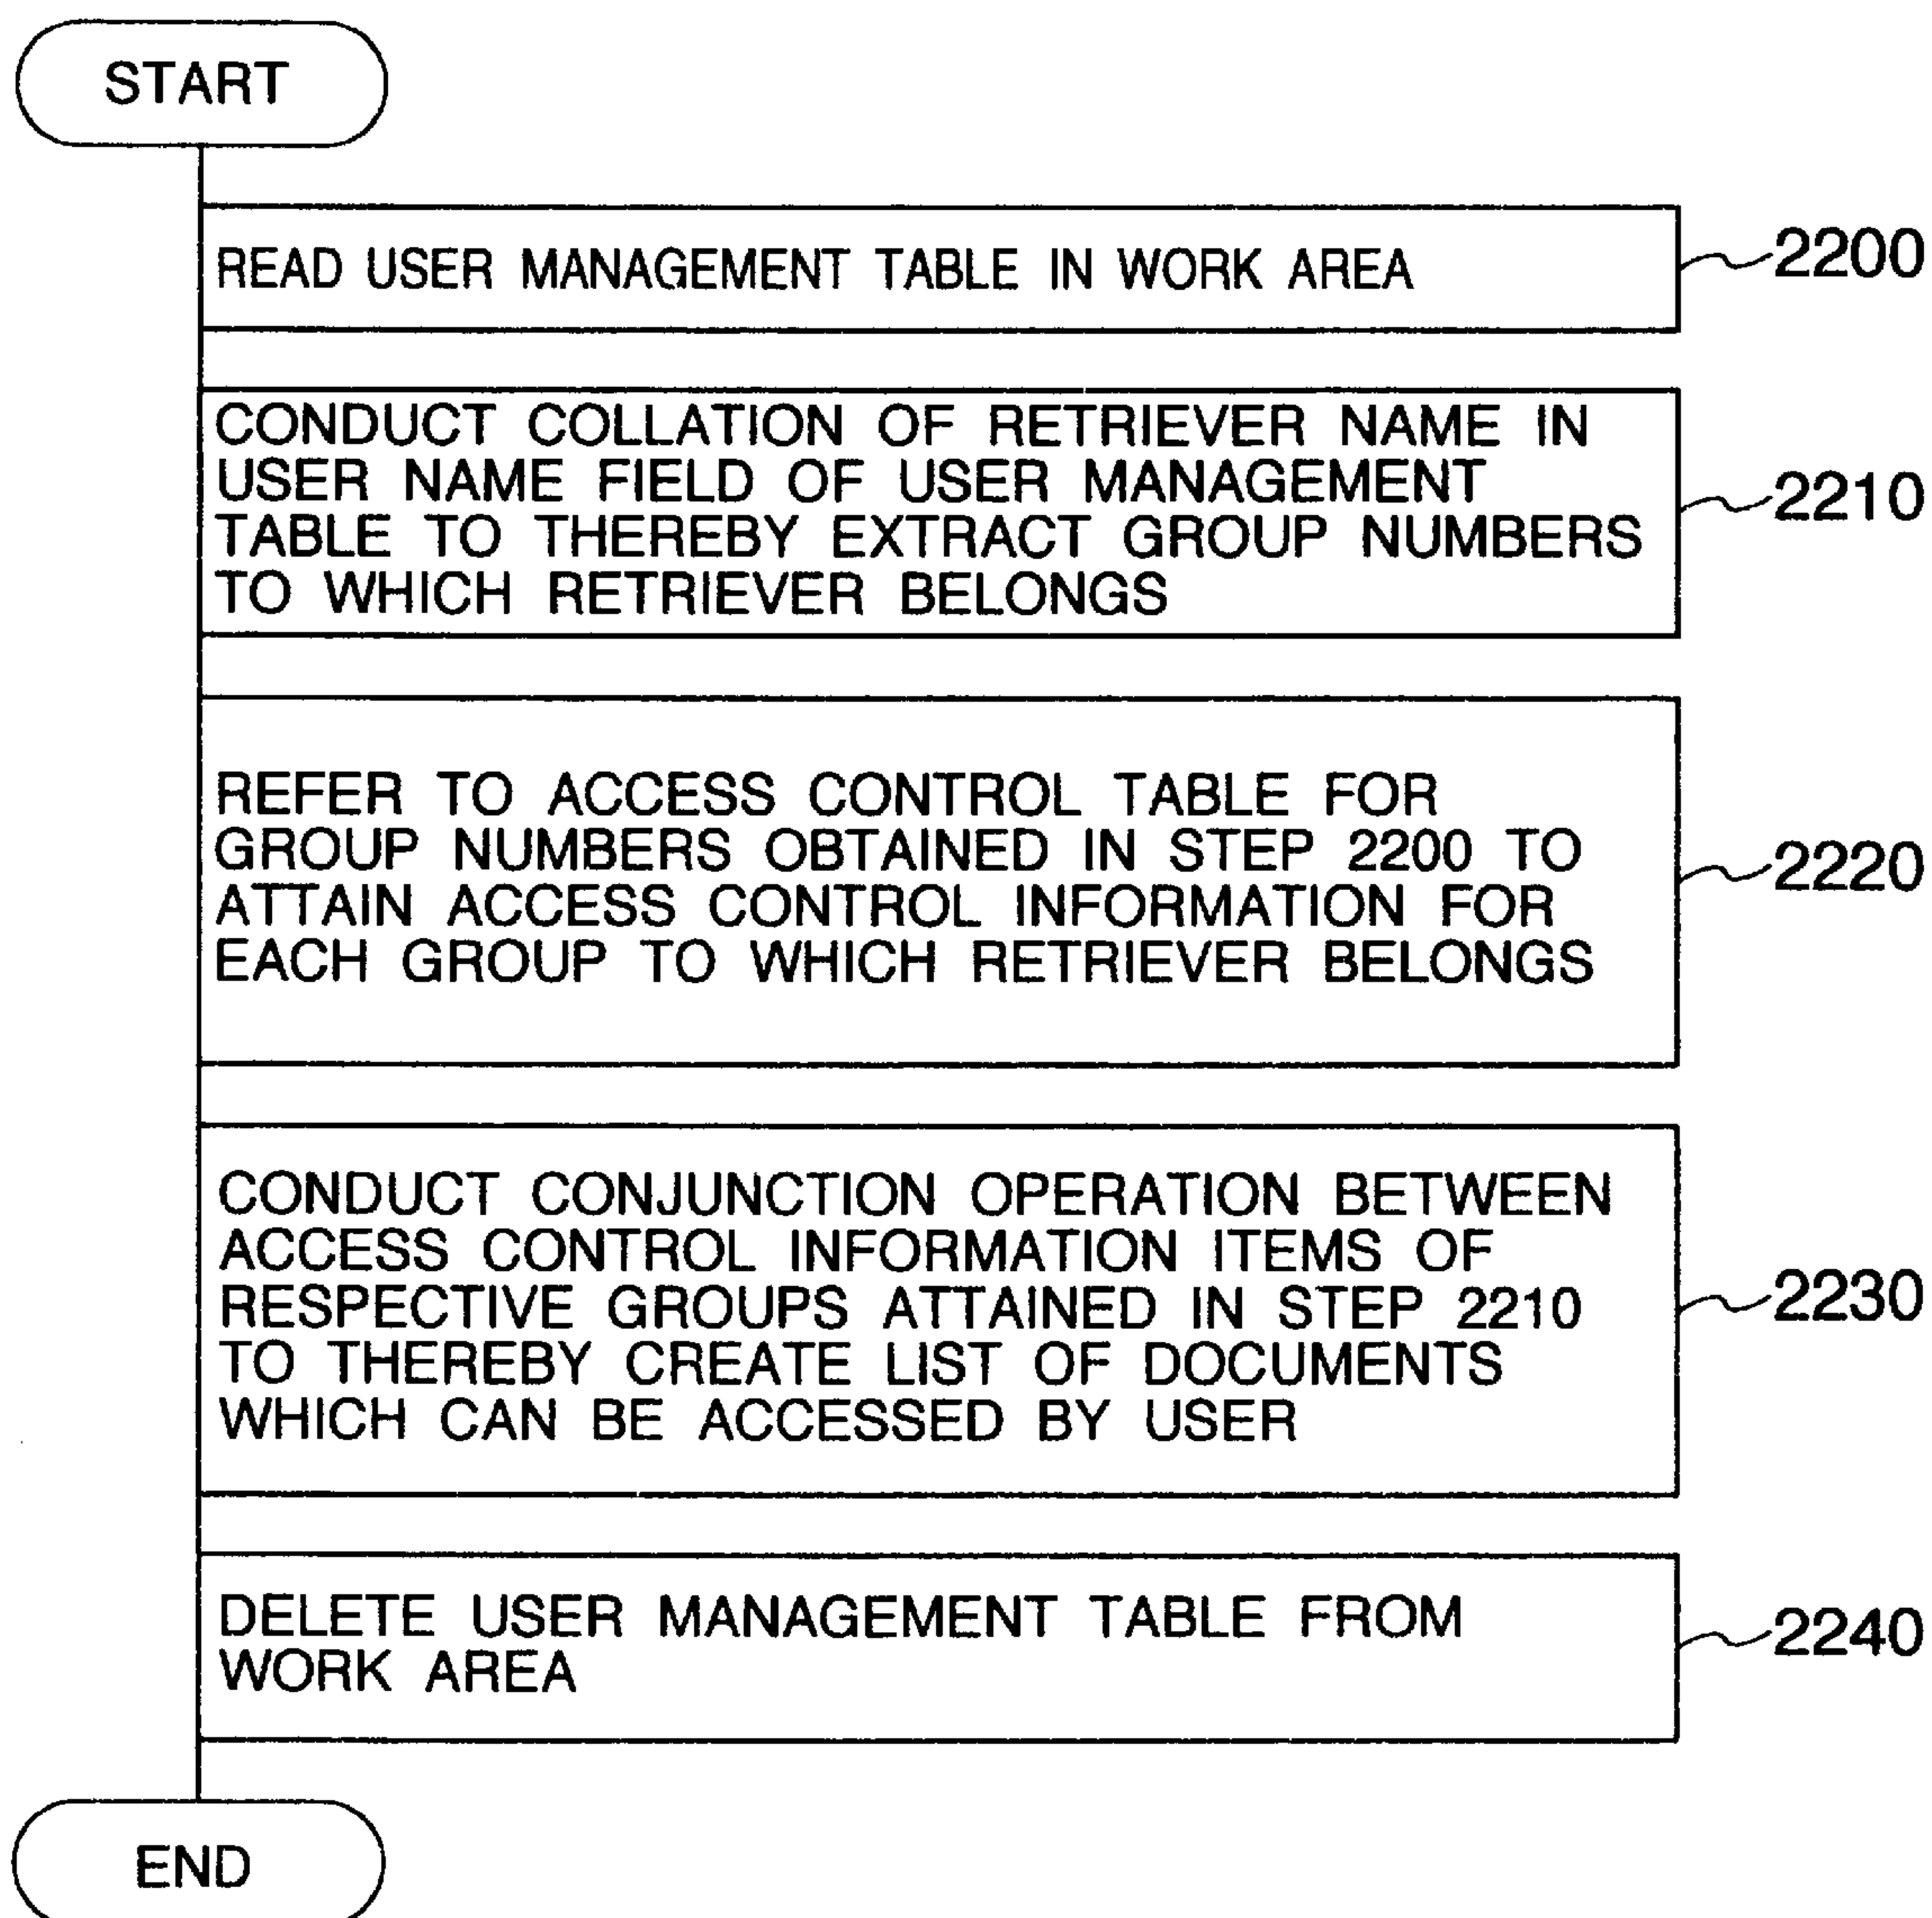 START
READ USER MANAGEMENT TABLE IN WORK AREA
2200
CONDUCT COLLATION OF RETRIEVER NAME IN
USER NAME FIELD OF USER MANAGEMENT
TABLE TO THEREBY EXTRACT GROUP NUMBERS
TO WHICH RETRIEVER BELONGS
2210
REFER TO ACCESS CONTROL TABLE FOR
GROUP NUMBERS OBTAINED IN STEP 2200 TO
ATTAIN ACCESS CONTROL INFORMATION FOR
EACH GROUP TO WHICH RETRIEVER BELONGS
2220
CONDUCT CONJUNCTION OPERATION BETWEEN
ACCESS CONTROL INFORMATION ITEMS OF
RESPECTIVE GROUPS ATTAINED IN STEP 2210
TO THEREBY CREATE LIST OF DOCUMENTS
WHICH CAN BE ACCESSED BY USER
2230
DELETE USER MANAGEMENT TABLE FROM
WORK AREA
2240
END